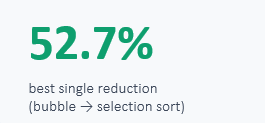 52.7%
best single reduction
(bubble → selection sort)